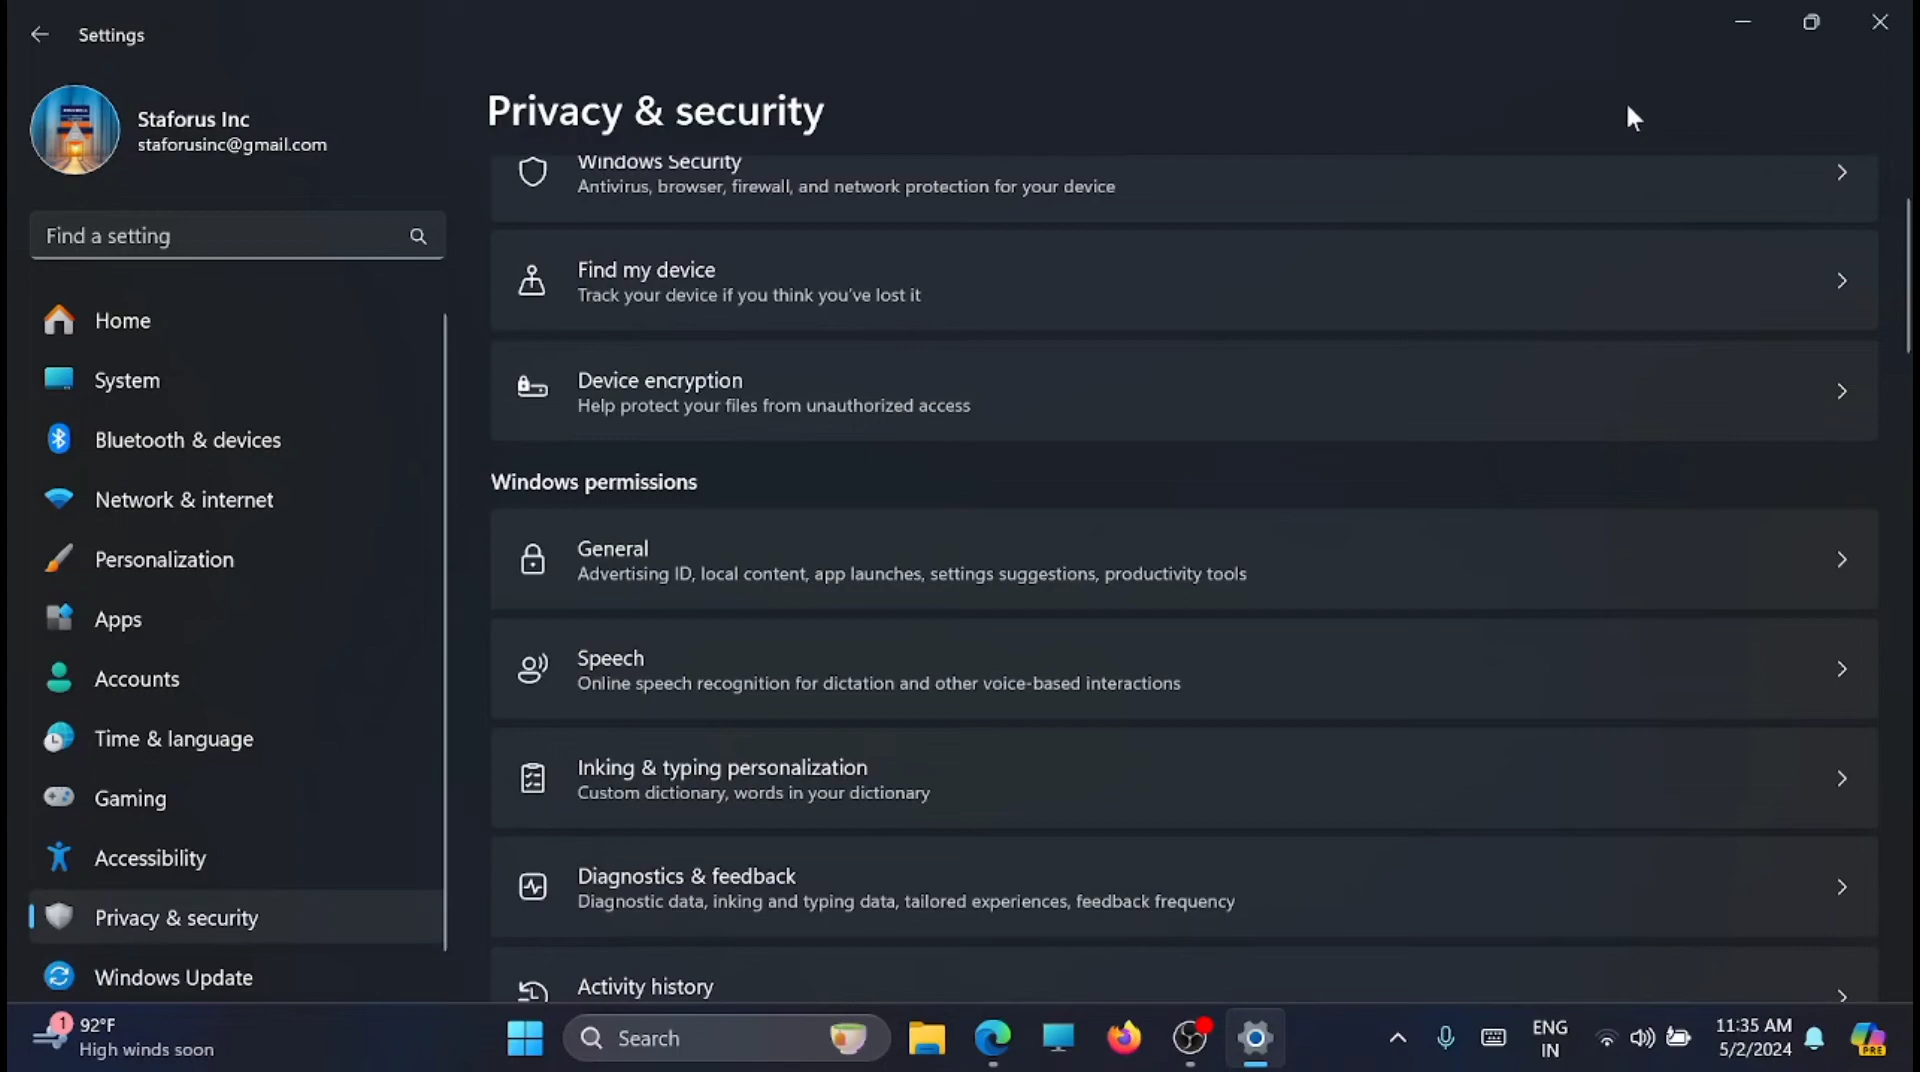 Settings
Staforus Inc
staforusinc@gmail.com
Find a setting
Home
System
Bluetooth & devices
Network & internet
Personalization
Apps
Accounts
Time & language
Gaming
Accessibility
Privacy & security
Windows Update
Privacy & security
Windows Security
Antivirus, browser, firewall, and network protection for your device
Find my device
Track your device if you think you've lost it
Device encryption
Help protect your files from unauthorized access
Windows permissions
General
Advertising ID, local content, app launches, settings suggestions, productivity tools
Speech
Online speech recognition for dictation and other voice-based interactions
Inking & typing personalization
Custom dictionary, words in your dictionary
Diagnostics & feedback
Diagnostic data, inking and typing data, tailored experiences, feedback frequency
Activity history
1
92°F
High winds soon
Search
ENG
IN
11:35 AM
5/2/2024
PRE